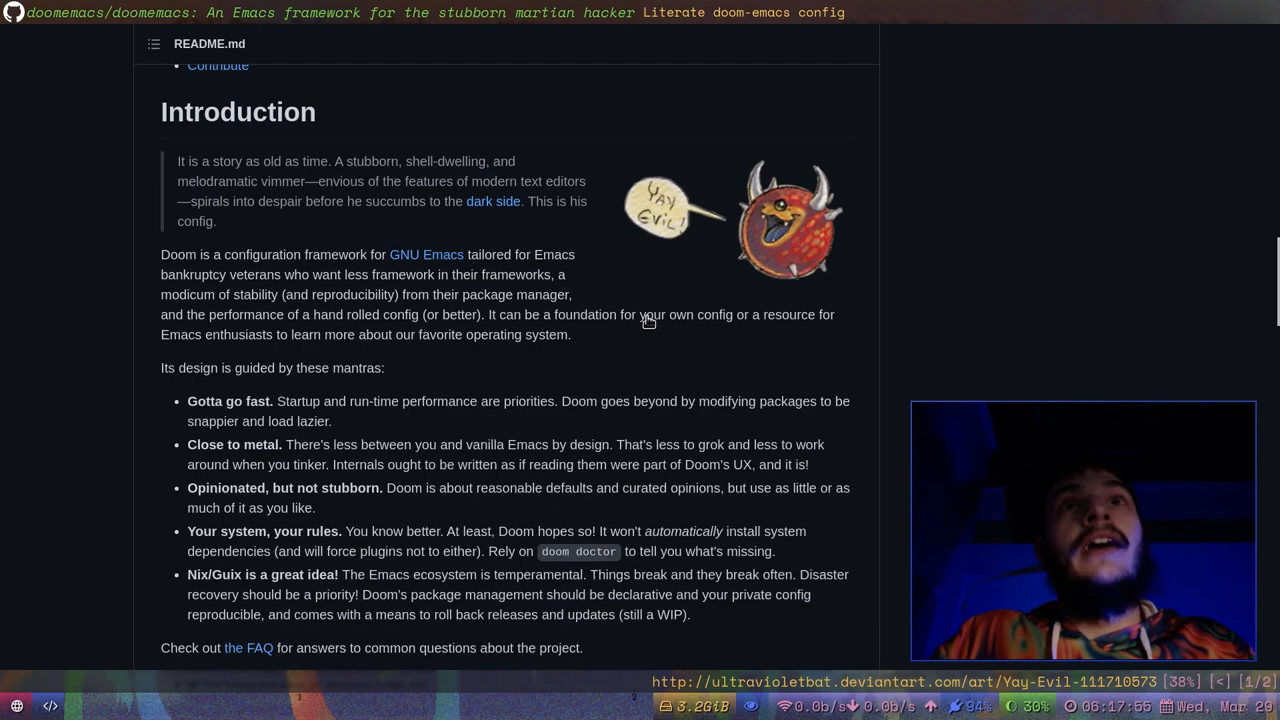 doomemacs/doomemacs: An Emacs framework for the stubborn martian hacker Literate doom-emacs config
README.md
Contribute
Introduction
It is a story as old as time. A stubborn, shell-dwelling, and
melodramatic vimmer—envious of the features of modern text editors
—spirals into despair before he succumbs to the dark side. This is his
config.
YAY
EVIL!
Doom is a configuration framework for GNU Emacs tailored for Emacs
bankruptcy veterans who want less framework in their frameworks, a
modicum of stability (and reproducibility) from their package manager,
and the performance of a hand rolled config (or better). It can be a foundation for your own config or a resource for
Emacs enthusiasts to learn more about our favorite operating system.
Its design is guided by these mantras:
• Gotta go fast. Startup and run-time performance are priorities. Doom goes beyond by modifying packages to be
snappier and load lazier.
• Close to metal. There's less between you and vanilla Emacs by design. That's less to grok and less to work
around when you tinker. Internals ought to be written as if reading them were part of Doom's UX, and it is!
• Opinionated, but not stubborn. Doom is about reasonable defaults and curated opinions, but use as little or as
much of it as you like.
• Your system, your rules. You know better. At least, Doom hopes so! It won't automatically install system
dependencies (and will force plugins not to either). Rely on doom doctor to tell you what's missing.
• Nix/Guix is a great idea! The Emacs ecosystem is temperamental. Things break and they break often. Disaster
recovery should be a priority! Doom's package management should be declarative and your private config
reproducible, and comes with a means to roll back releases and updates (still a WIP).
Check out the FAQ for answers to common questions about the project.
http://ultravioletbat.deviantart.com/art/Yay-Evil-111710573 [38%] [<] [1/2]
1 2 3.2GiB 0.0b/s 0.0b/s 94% 30% 06:17:55 Wed, Mar 29